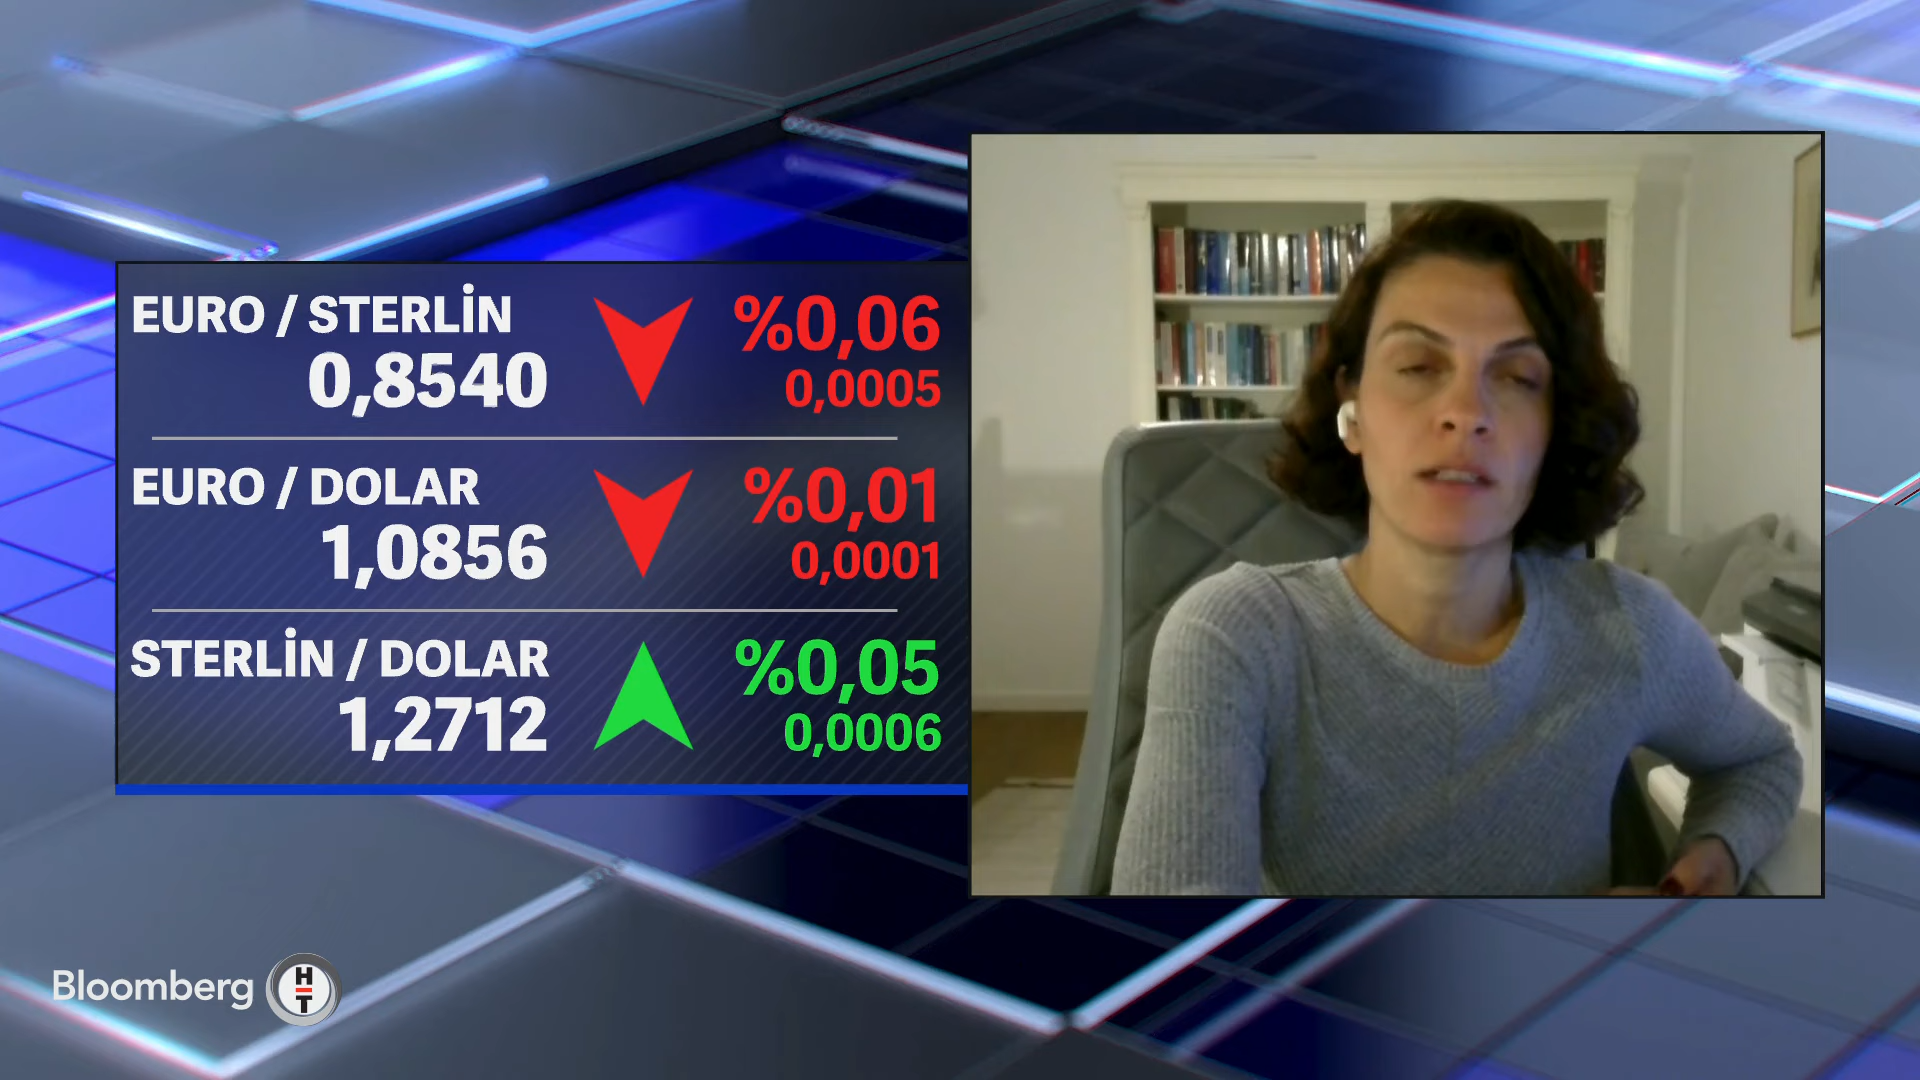 EURO / STERLİN
0,8540
%0,06
0,0005
EURO / DOLAR
1,0856
%0,01
0,0001
STERLİN / DOLAR
1,2712
%0,05
0,0006
Bloomberg HT